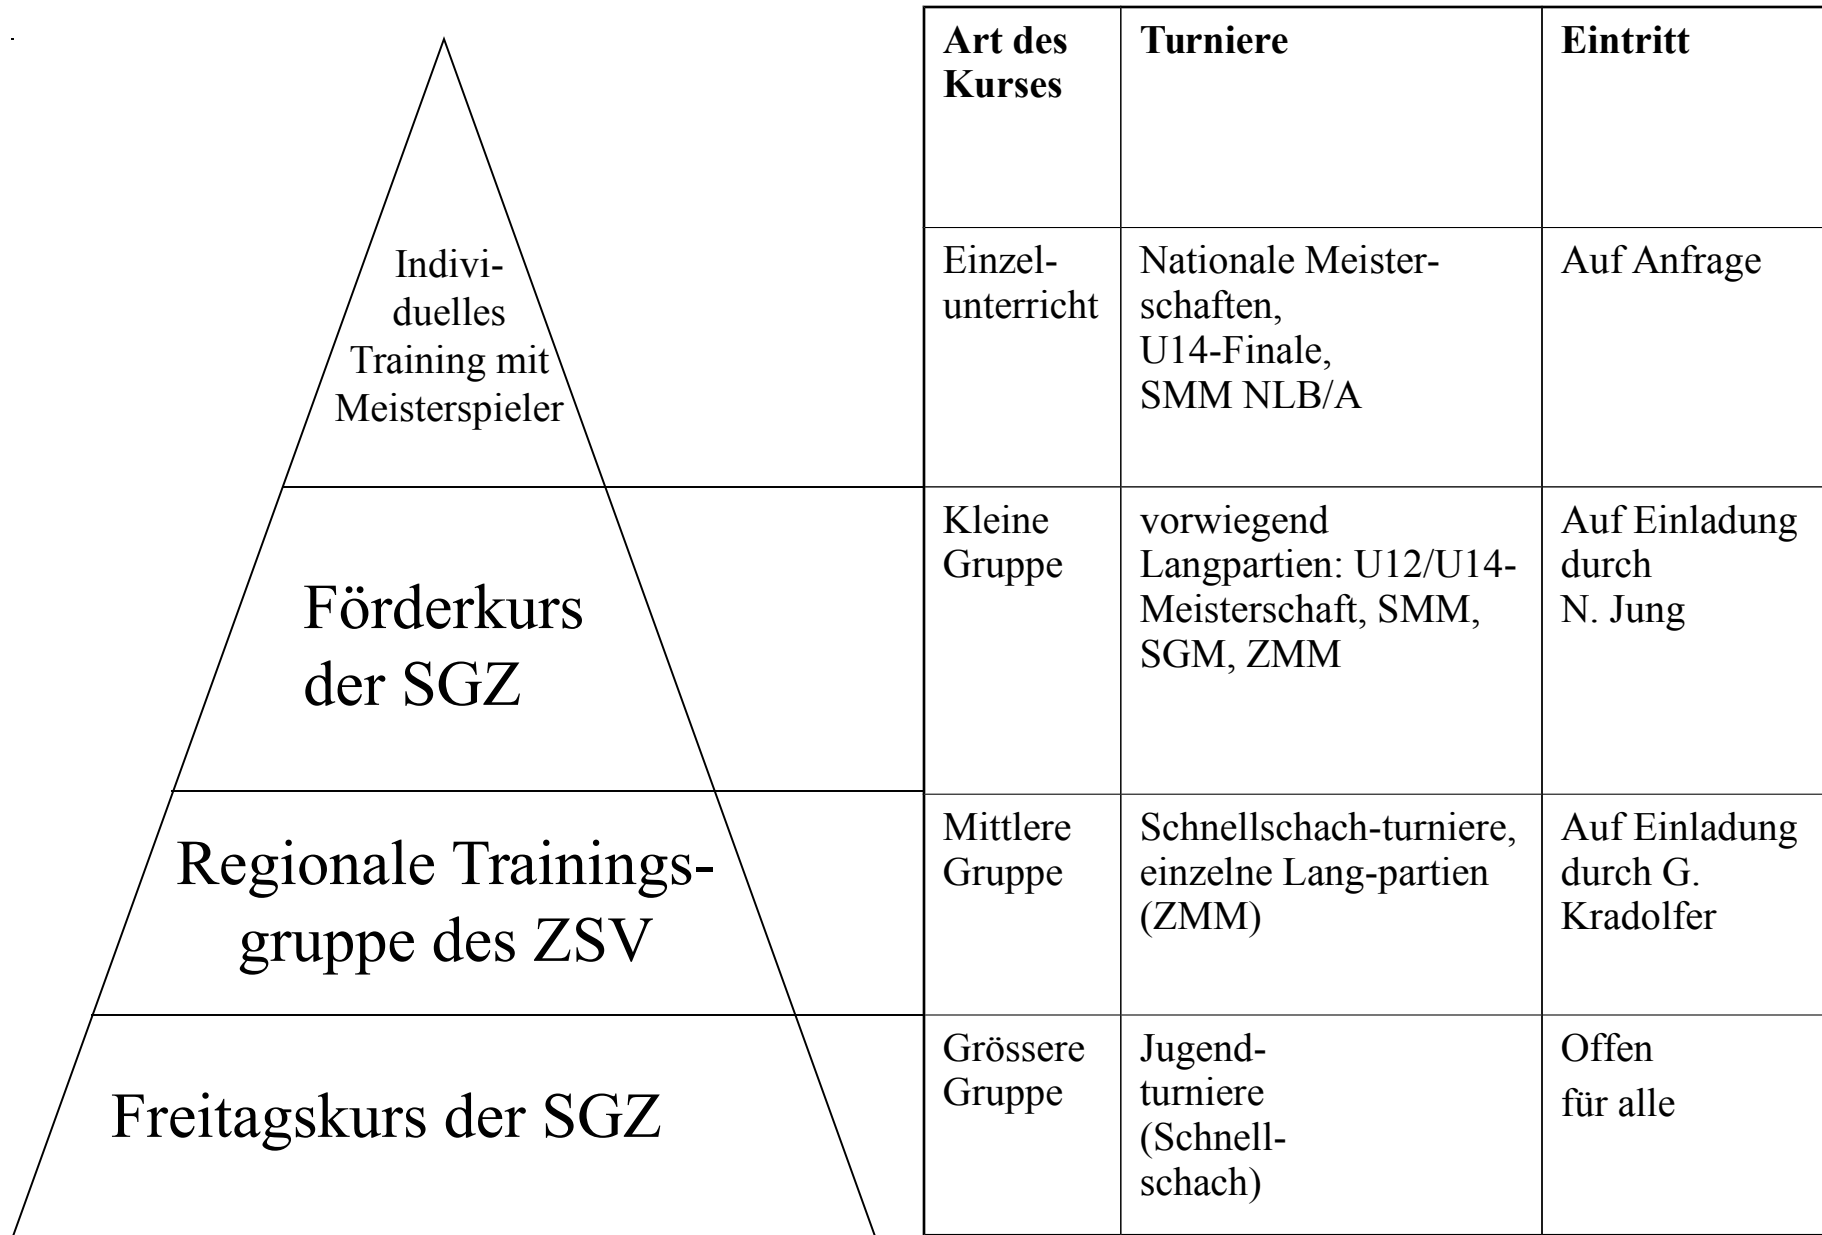 Art des
Kurses
Turniere
Eintritt
Indivi-
duelles
Training mit
Meisterspieler
Einzel-
unterricht
Nationale Meister-
schaften,
U14-Finale,
SMM NLB/A
Auf Anfrage
Förderkurs
der SGZ
Kleine
Gruppe
vorwiegend
Langpartien: U12/U14-
Meisterschaft, SMM,
SGM, ZMM
Auf Einladung
durch
N. Jung
Regionale Trainings-
gruppe des ZSV
Mittlere
Gruppe
Schnellschach-turniere,
einzelne Lang-partien
(ZMM)
Auf Einladung
durch G.
Kradolfer
Freitagskurs der SGZ
Grössere
Gruppe
Jugend-
turniere
(Schnell-
schach)
Offen
für alle